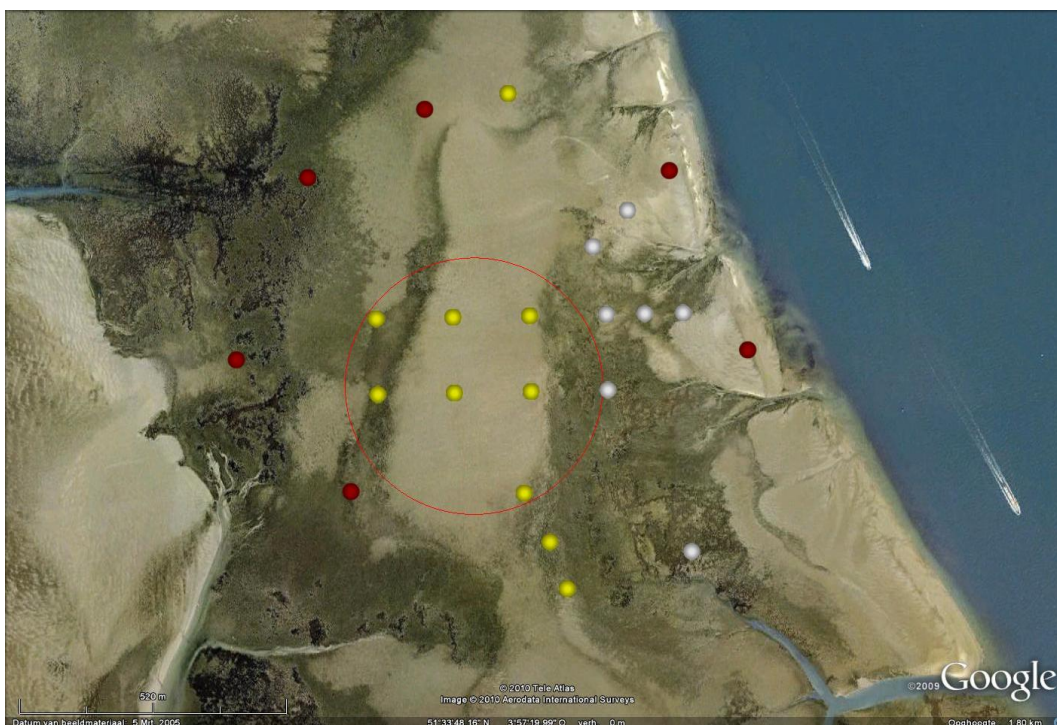 520 m
© 2010 Tele Atlas
Image © 2010 Aerodata International Surveys
©2009 Google
Datum van beeldmateriaal: 5 Mrt, 2005 51°33'48.16" N 3°57'19.99" O verh 0 m Ooghoogte 1.80 km